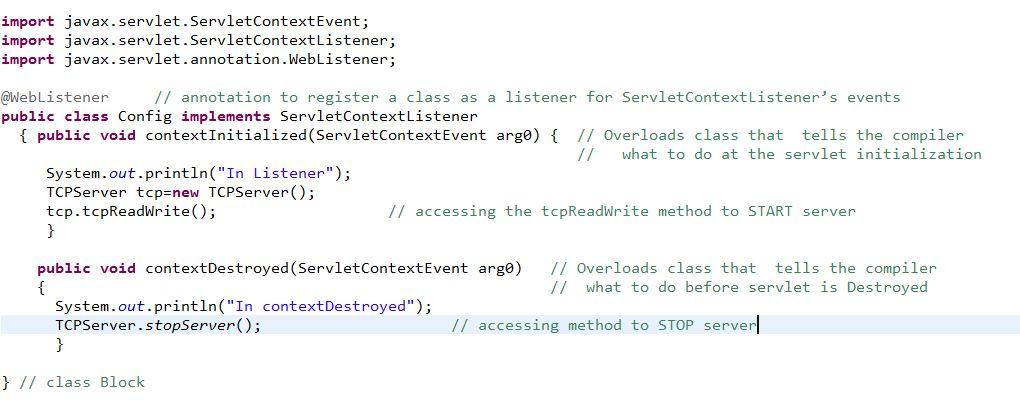 import javax.servlet.ServletContextEvent;
import javax.servlet.ServletContextListener;
import javax.servlet.annotation.WebListener;
@WebListener // annotation to register a class as a listener for ServletContextListener’s events
public class Config implements ServletContextListener
{ public void contextInitialized(ServletContextEvent arg0) { // Overloads class that tells the compiler
// what to do at the servlet initialization
System.out.println("In Listener");
TCPServer tcp=new TCPServer();
tcp.tcpReadWrite(); // accessing the tcpReadWrite method to START server
}
public void contextDestroyed(ServletContextEvent arg0) // Overloads class that tells the compiler
{ // what to do before servlet is Destroyed
System.out.println("In contextDestroyed");
TCPServer.stopServer(); // accessing method to STOP server
}
} // class Block